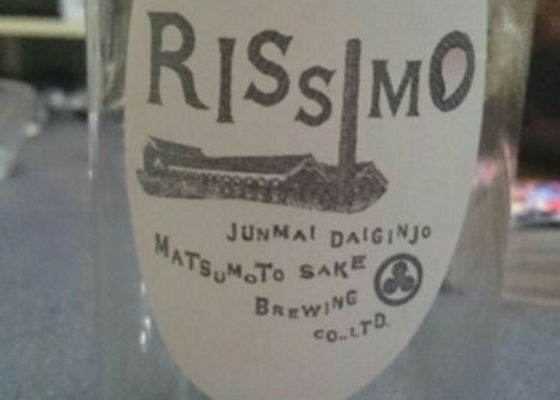 RISSIMO
JUNMAI DAIGINJO
MATSUMOTO SAKE
BREWING
CO.,LTD.